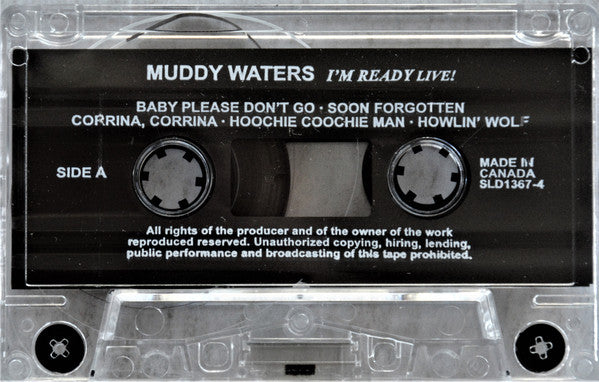 MUDDY WATERS I'M READY LIVE!
BABY PLEASE DON'T GO · SOON FORGOTTEN
CORRINA, CORRINA · HOOCHIE COOCHIE MAN · HOWLIN' WOLF
SIDE A
MADE IN
CANADA
SLD1367-4
All rights of the producer and of the owner of the work
reproduced reserved. Unauthorized copying, hiring, lending,
public performance and broadcasting of this tape prohibited.